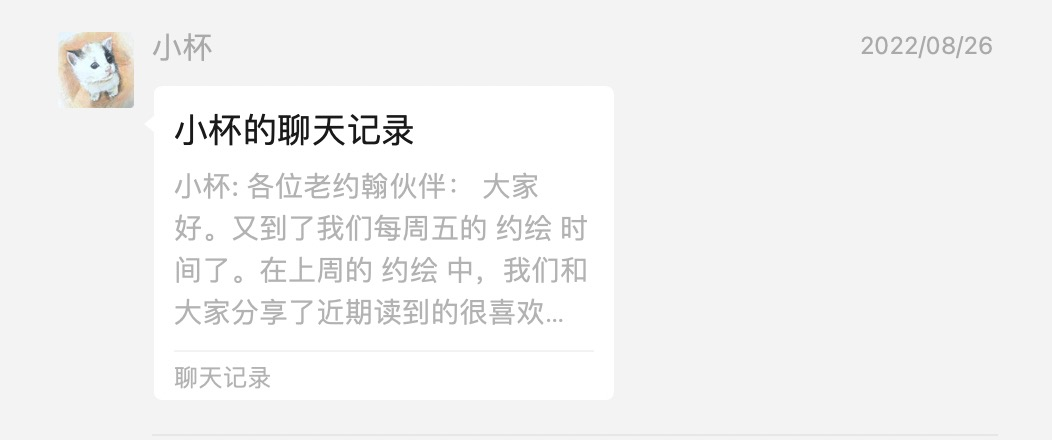 小杯
2022/08/26
小杯的聊天记录
小杯: 各位老约翰伙伴： 大家
好。又到了我们每周五的 约绘 时
间了。在上周的 约绘 中，我们和
大家分享了近期读到的很喜欢...
聊天记录